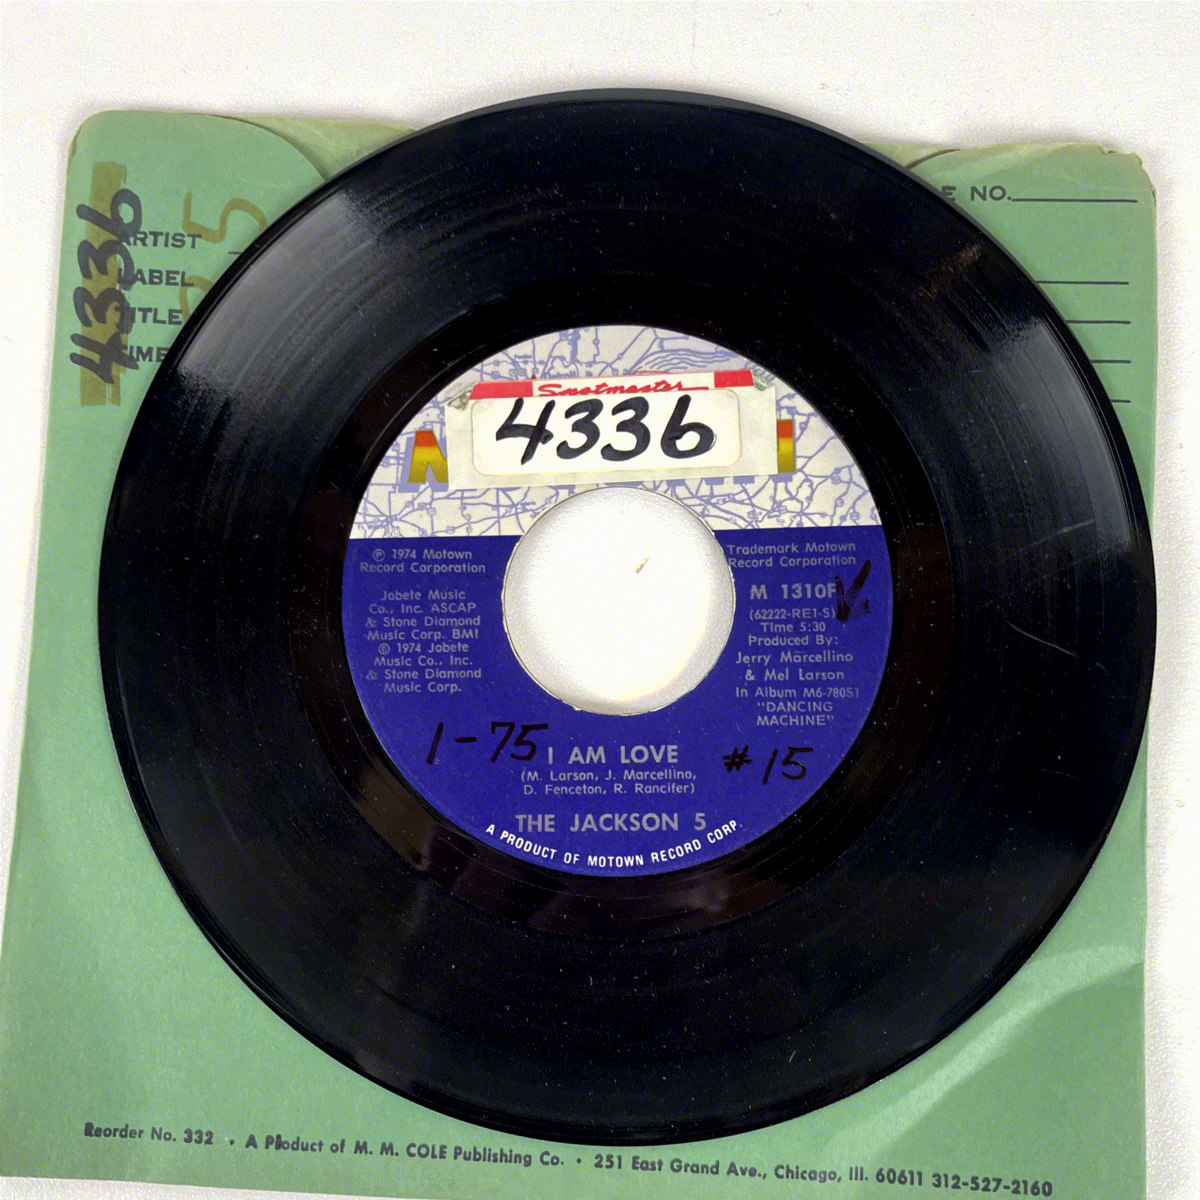 4336
55
ARTIST
LABEL
TITLE
TIME
E NO.
Spotmaster
4336
℗ 1974 Motown
Record Corporation
Jobete Music
Co., Inc. ASCAP
& Stone Diamond
Music Corp. BMI
© 1974 Jobete
Music Co., Inc.
& Stone Diamond
Music Corp.
Trademark Motown
Record Corporation
M 1310F
(62222-RE1-S)
Time 5:30
Produced By:
Jerry Marcellino
& Mel Larson
In Album M6-780S1
"DANCING
MACHINE"
1-75
I AM LOVE
#15
(M. Larson, J. Marcellino,
D. Fenceton, R. Rancifer)
THE JACKSON 5
A PRODUCT OF MOTOWN RECORD CORP.
Reorder No. 332 • A Product of M. M. COLE Publishing Co. • 251 East Grand Ave., Chicago, Ill. 60611 312-527-2160